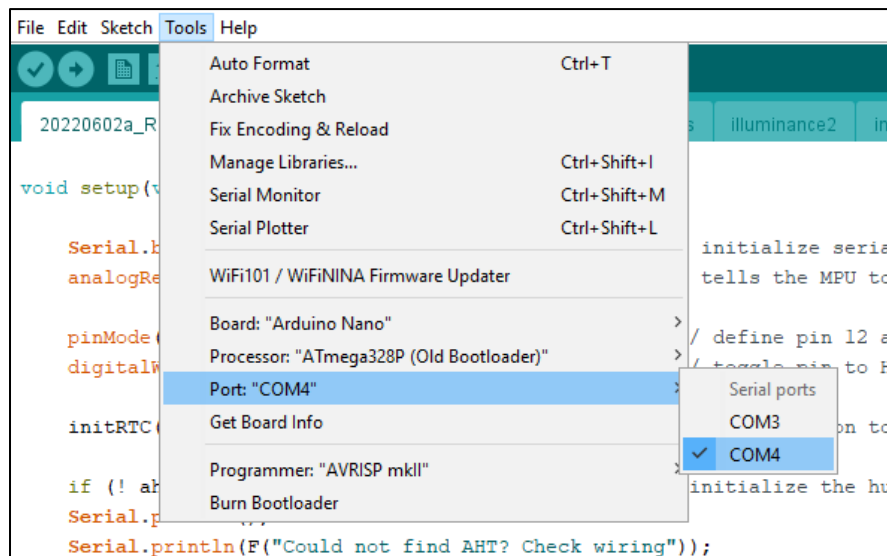 File Edit Sketch Tools Help
Auto Format Ctrl+T
Archive Sketch
20220602a_R Fix Encoding & Reload illuminance2
Manage Libraries... Ctrl+Shift+I
void setup( Serial Monitor Ctrl+Shift+M
Serial Plotter Ctrl+Shift+L
Serial. initialize
analogRe WiFi101 / WiFiNINA Firmware Updater tells the MPU to
Board: "Arduino Nano"
pinMode( / define pin 12 a
Processor: "ATmega328P (Old Bootloader)"
digitalW to
Port: "COM4" Serial ports
initRTC( Get Board Info COM3 to
COM4
Programmer: "AVRISP mkII"
if (! ah initialize the
Burn Bootloader
Serial.p
Serial.println(F("Could not find AHT? Check wiring"));